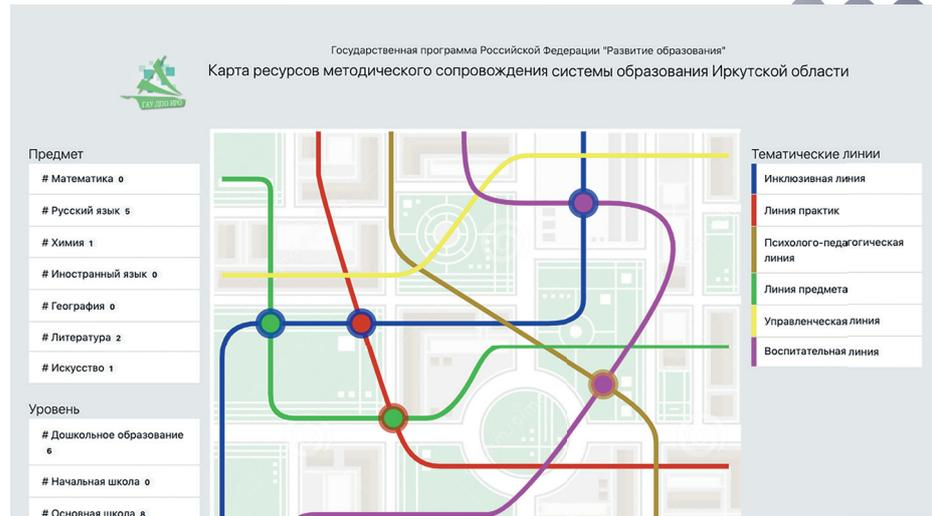 Государственная программа Российской Федерации "Развитие образования"
Карта ресурсов методического сопровождения системы образования Иркутской области
ГАУ ДПО ИРО
Предмет
# Математика 0
# Русский язык 5
# Химия 1
# Иностранный язык 0
# География 0
# Литература 2
# Искусство 1
Уровень
# Дошкольное образование
6
# Начальная школа 0
# Основная школа 8
Тематические линии
Инклюзивная линия
Линия практик
Психолого-педагогическая
линия
Линия предмета
Управленческая линия
Воспитательная линия